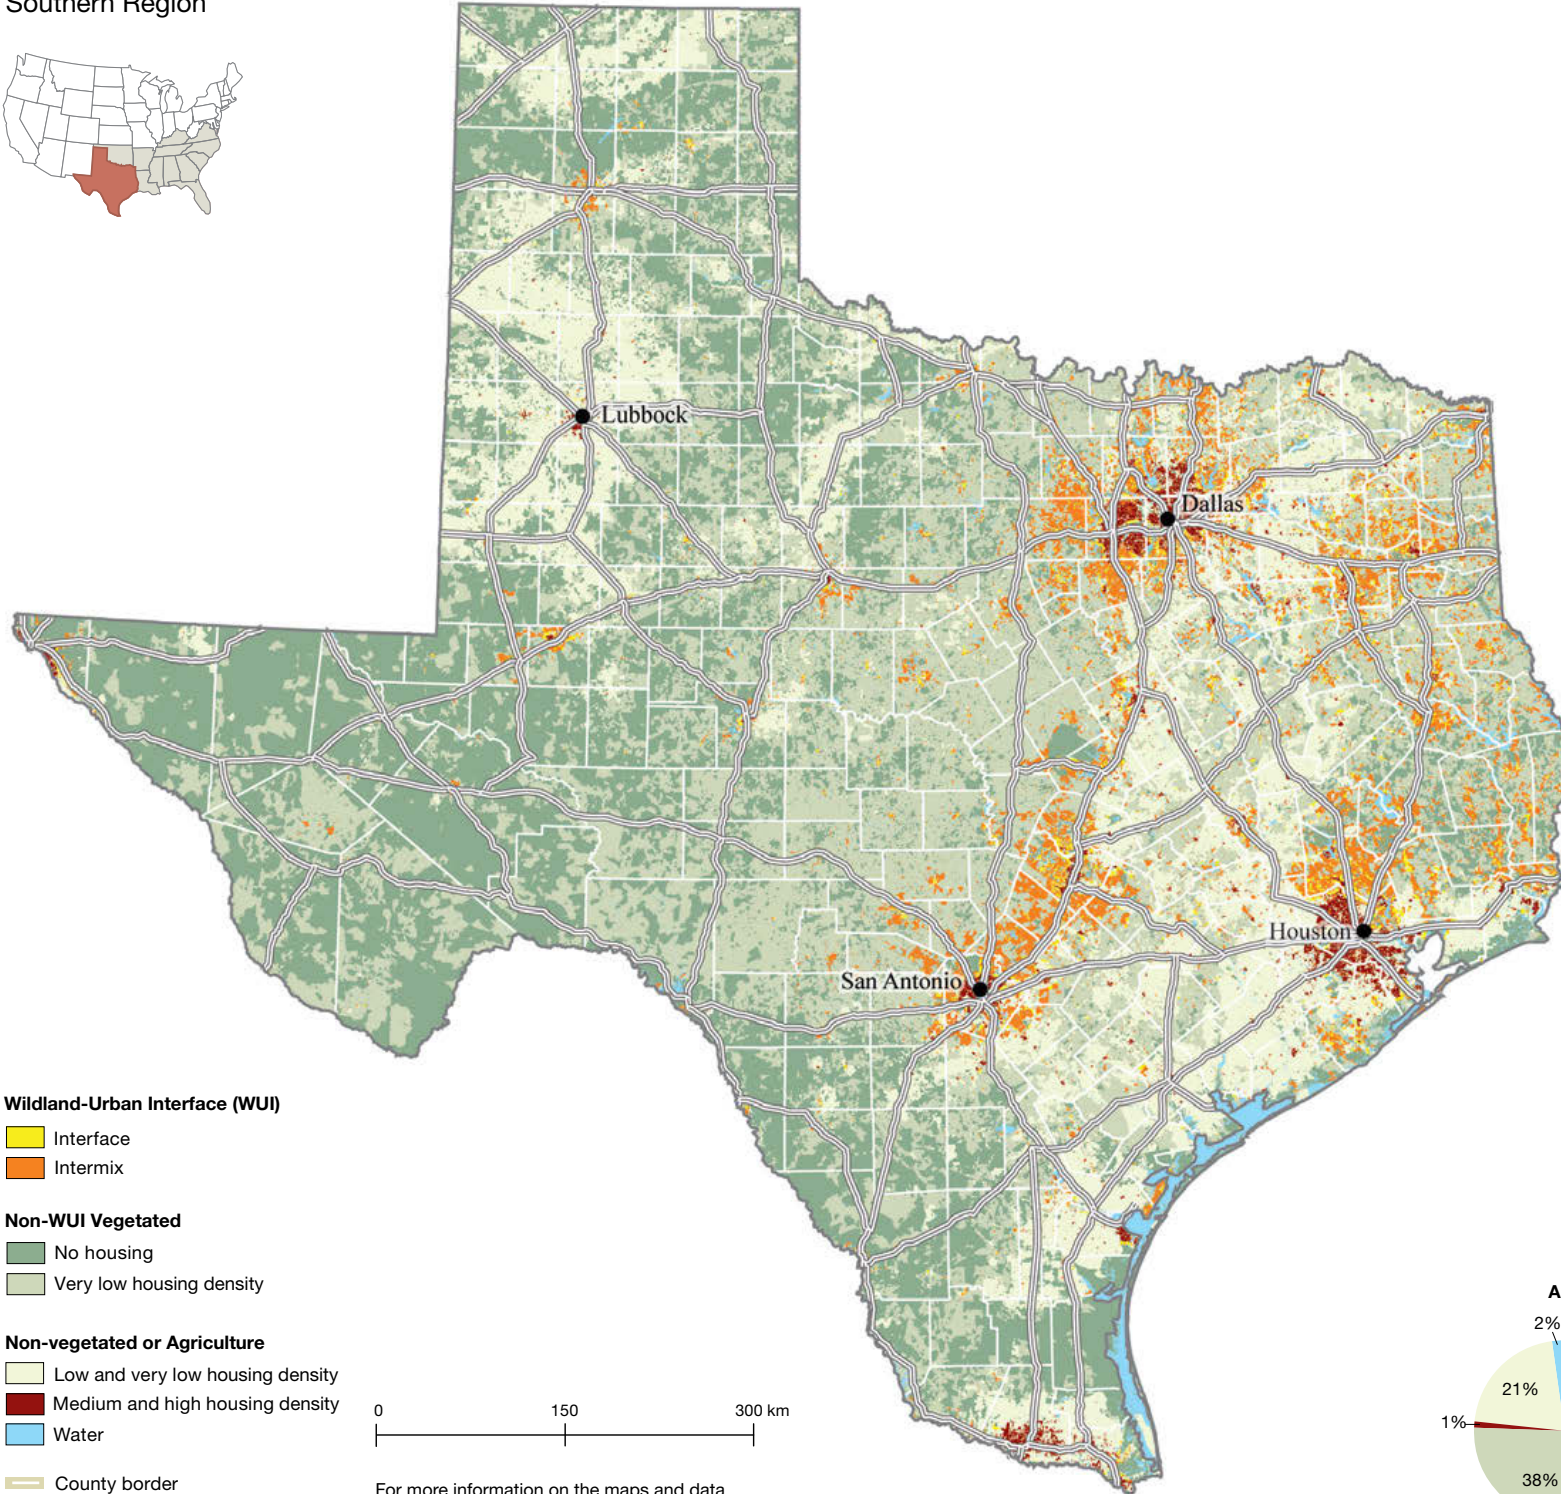 Southern Region
Lubbock
Dallas
Houston
San Antonio
Wildland-Urban Interface (WUI)
Interface
Intermix
Non-WUI Vegetated
No housing
Very low housing density
Non-vegetated or Agriculture
Low and very low housing density
Medium and high housing density
Water
County border
0 150 300 km
For more information on the maps and data
A
2%
21%
1%
38%